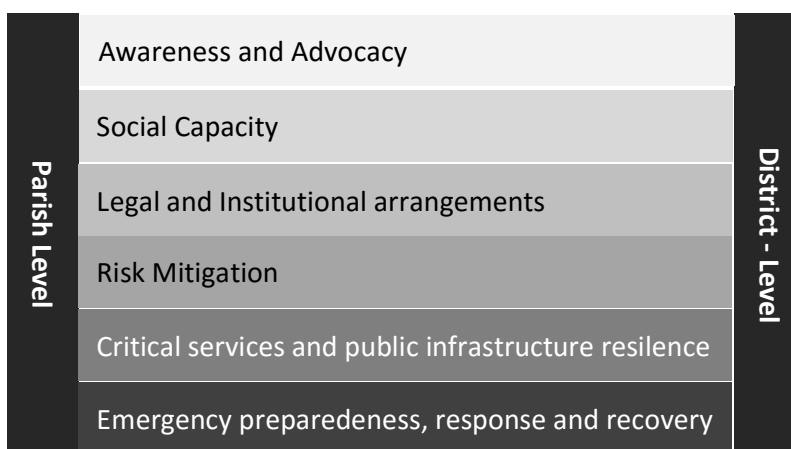 Parish Level
Awareness and Advocacy
Social Capacity
Legal and Institutional arrangements
Risk Mitigation
Critical services and public infrastructure resilence
Emergency preparedeness, response and recovery
District - Level